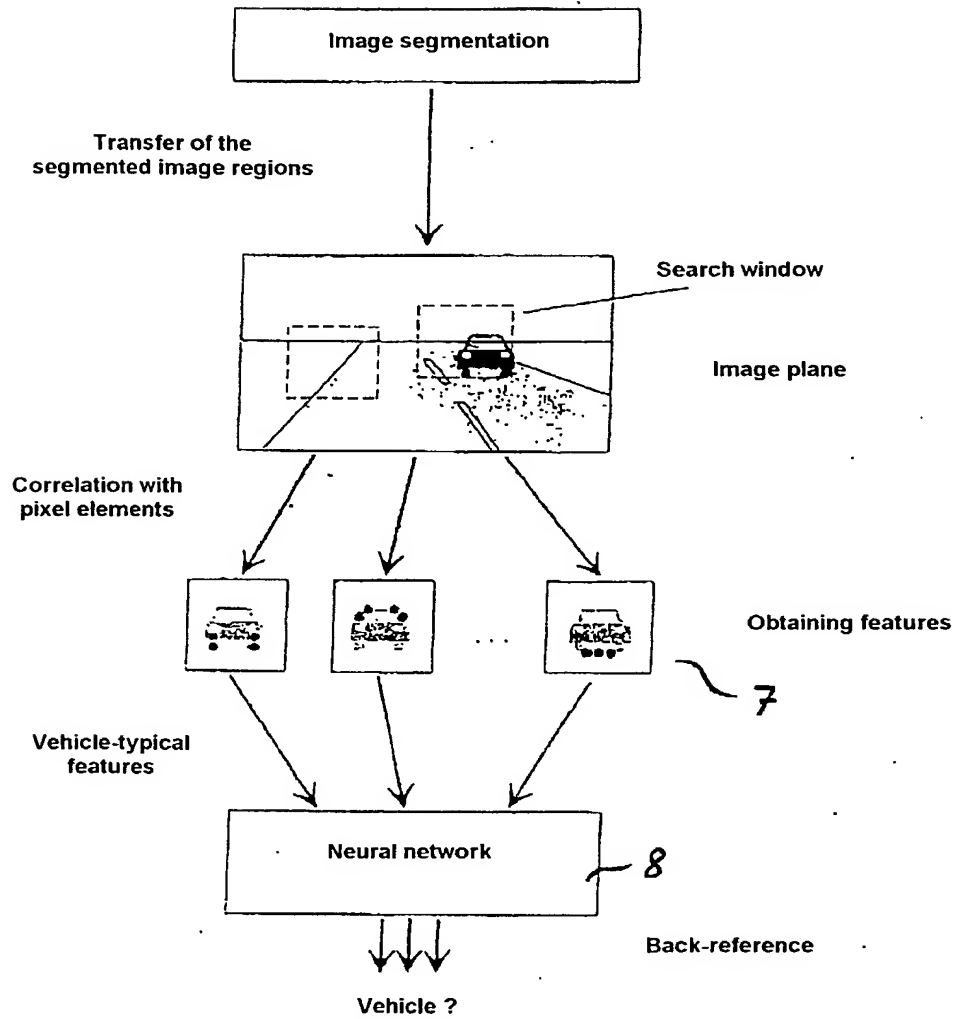 Image segmentation
Transfer of the
segmented image regions
Search window
Image plane
Correlation with
pixel elements
. . .
Obtaining features
7
Vehicle-typical
features
Neural network
8
Back-reference
Vehicle ?